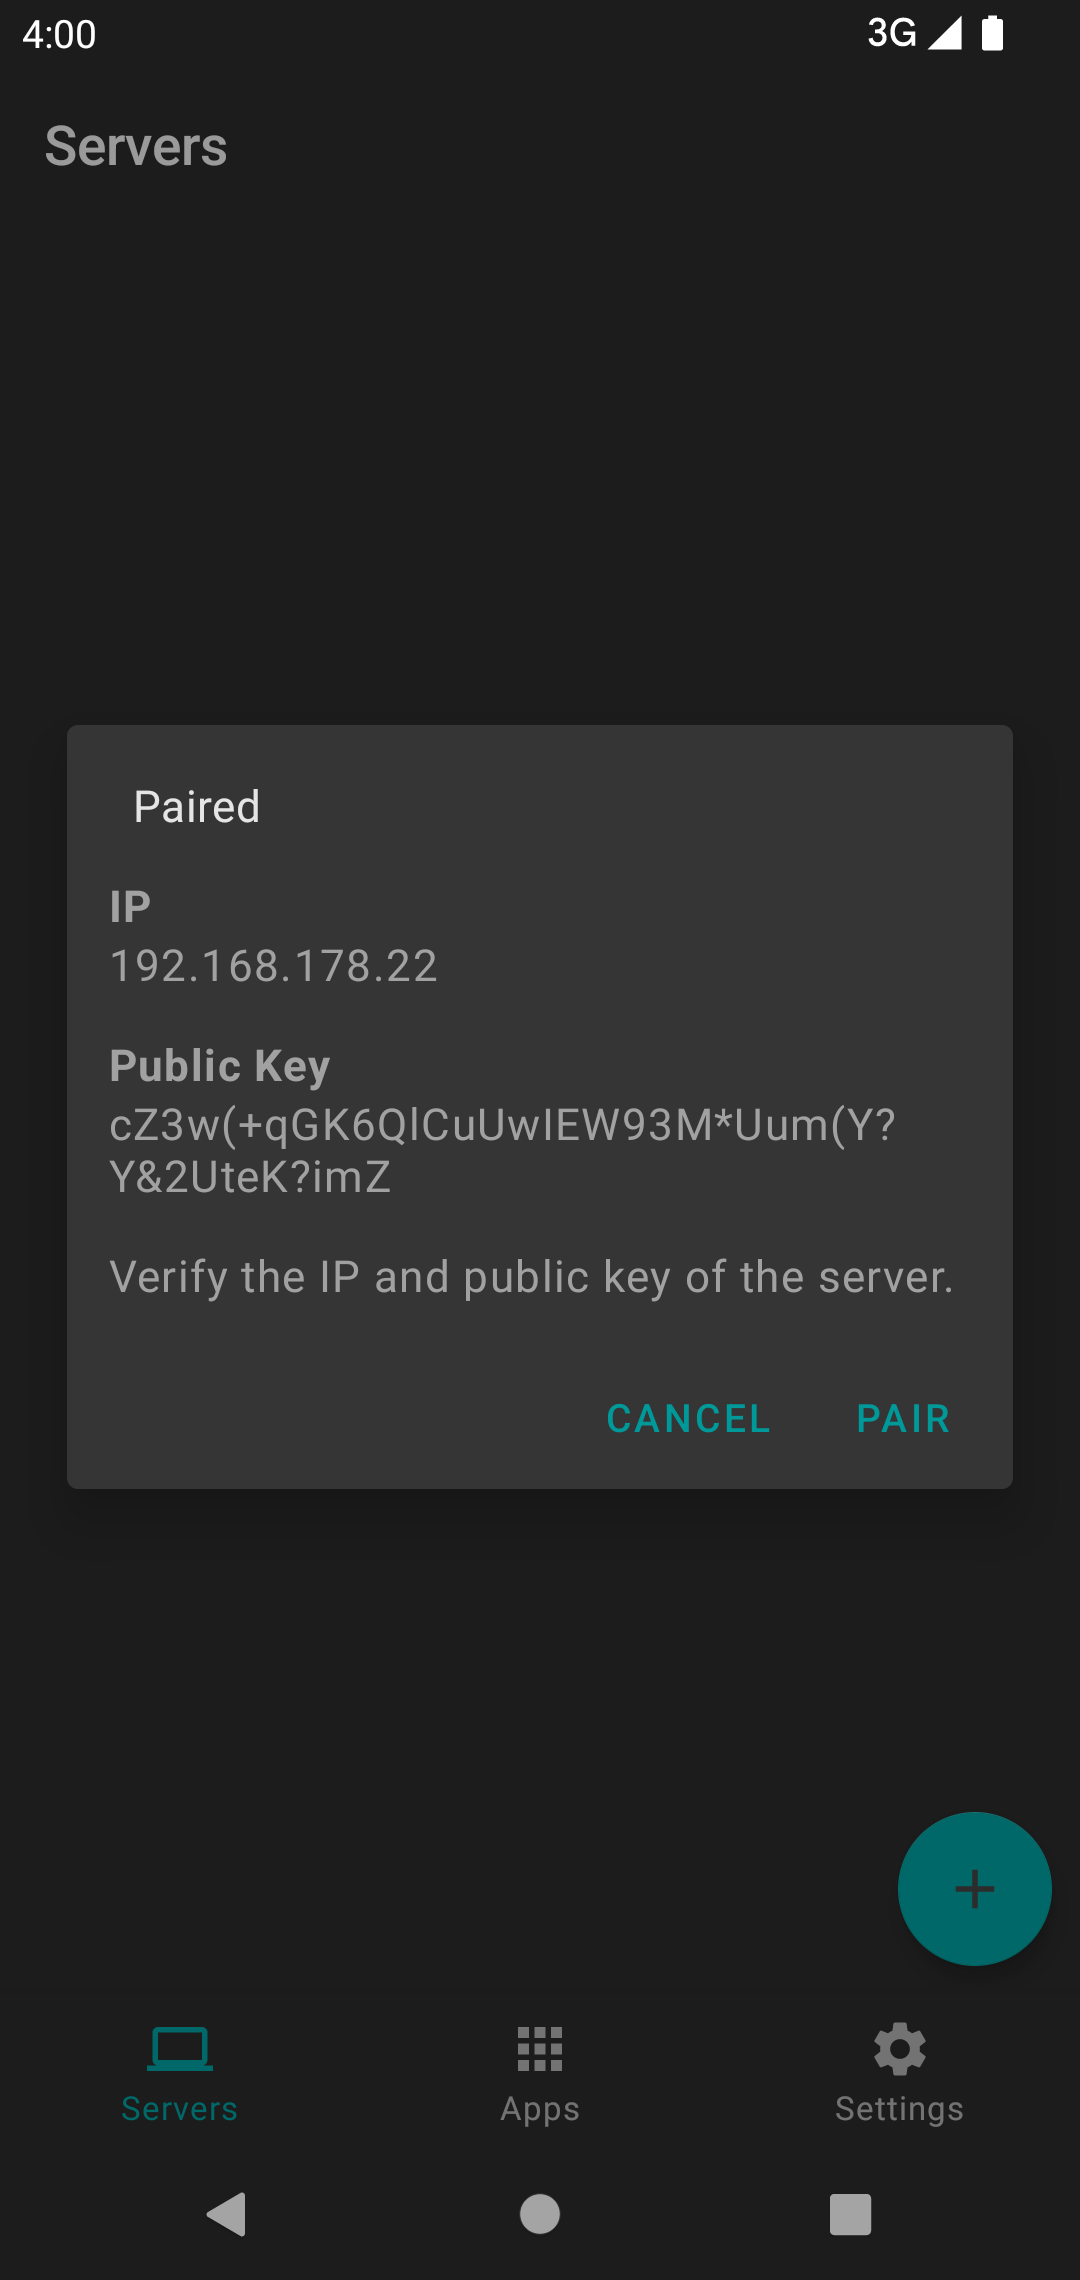 4:00
3G
Servers
Paired
IP
192.168.178.22
Public Key
cZ3w(+qGK6QlCuUwIEW93M*Uum(Y?
Y&2UteK?imZ
Verify the IP and public key of the server.
CANCEL PAIR
Servers Apps Settings